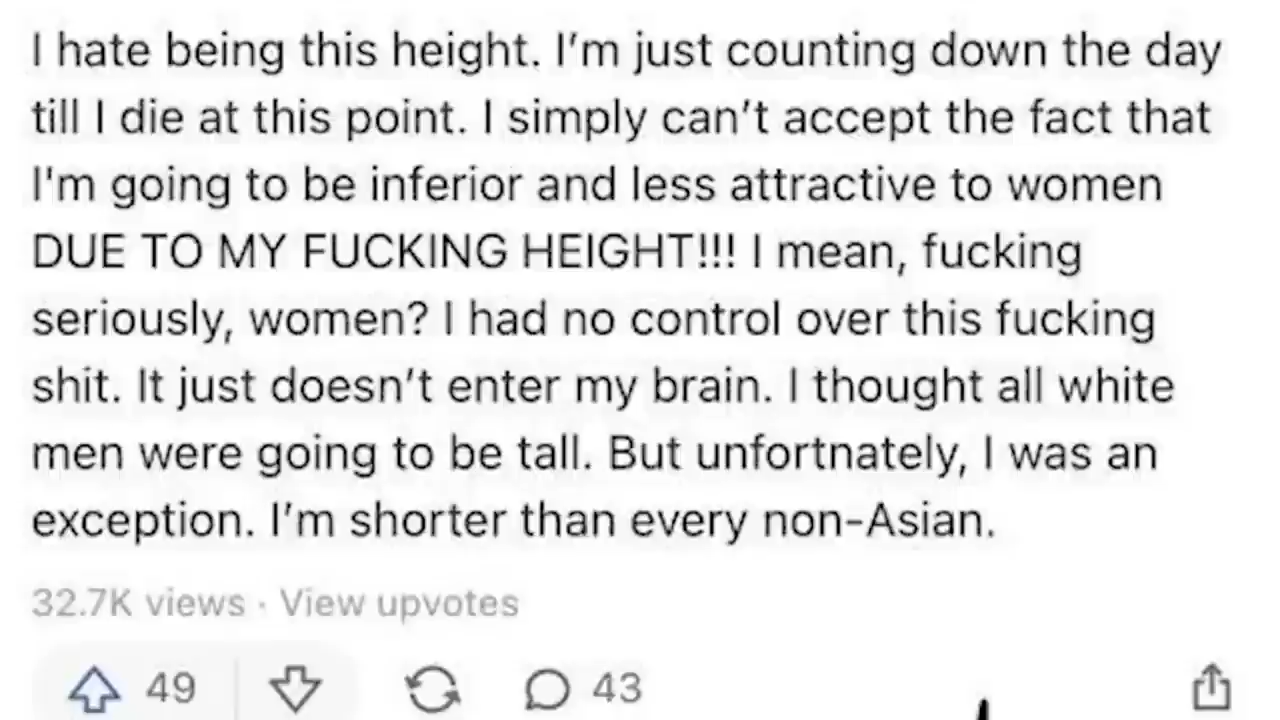 I hate being this height. I’m just counting down the day
till I die at this point. I simply can’t accept the fact that
I'm going to be inferior and less attractive to women
DUE TO MY FUCKING HEIGHT!!! I mean, fucking
seriously, women? I had no control over this fucking
shit. It just doesn’t enter my brain. I thought all white
men were going to be tall. But unfortnately, I was an
exception. I’m shorter than every non-Asian.
32.7K views · View upvotes
49 43